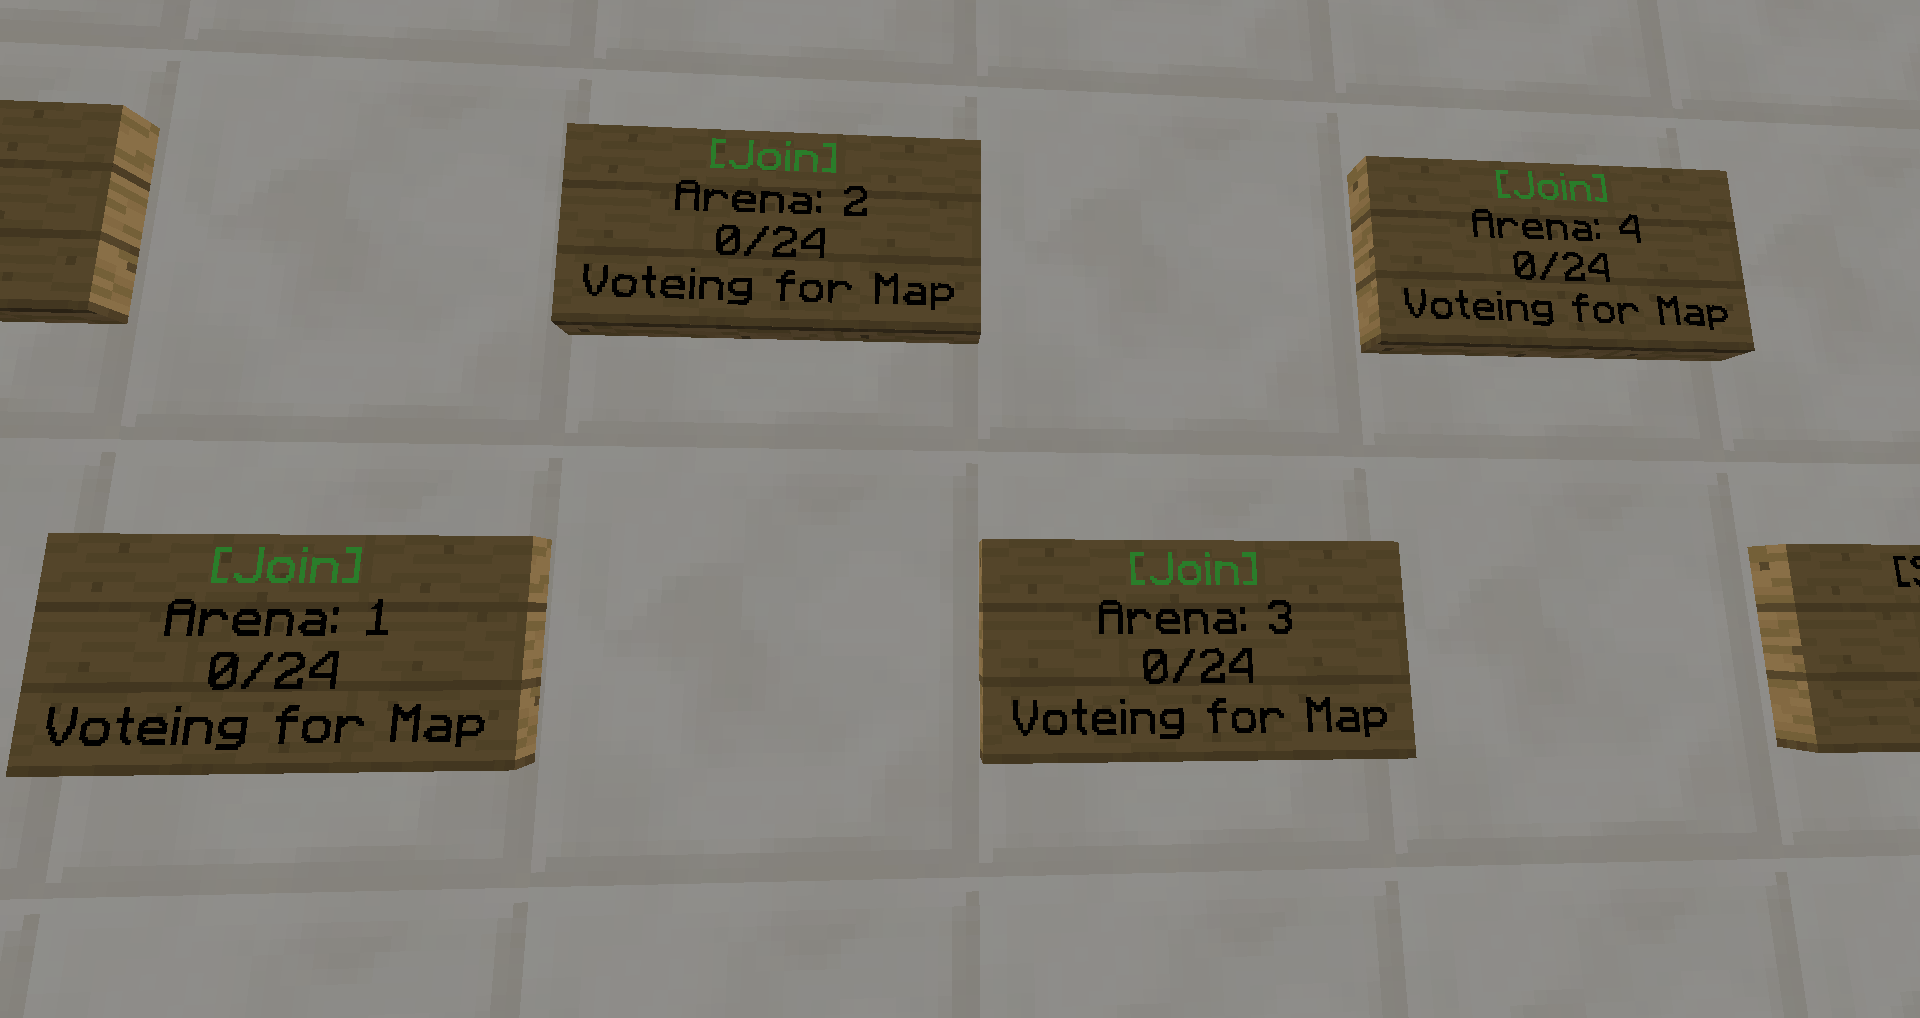 [Join]
Arena: 2
0/24
Voteing for Map
[Join]
Arena: 4
0/24
Voteing for Map
[Join]
Arena: 1
0/24
Voteing for Map
[Join]
Arena: 3
0/24
Voteing for Map